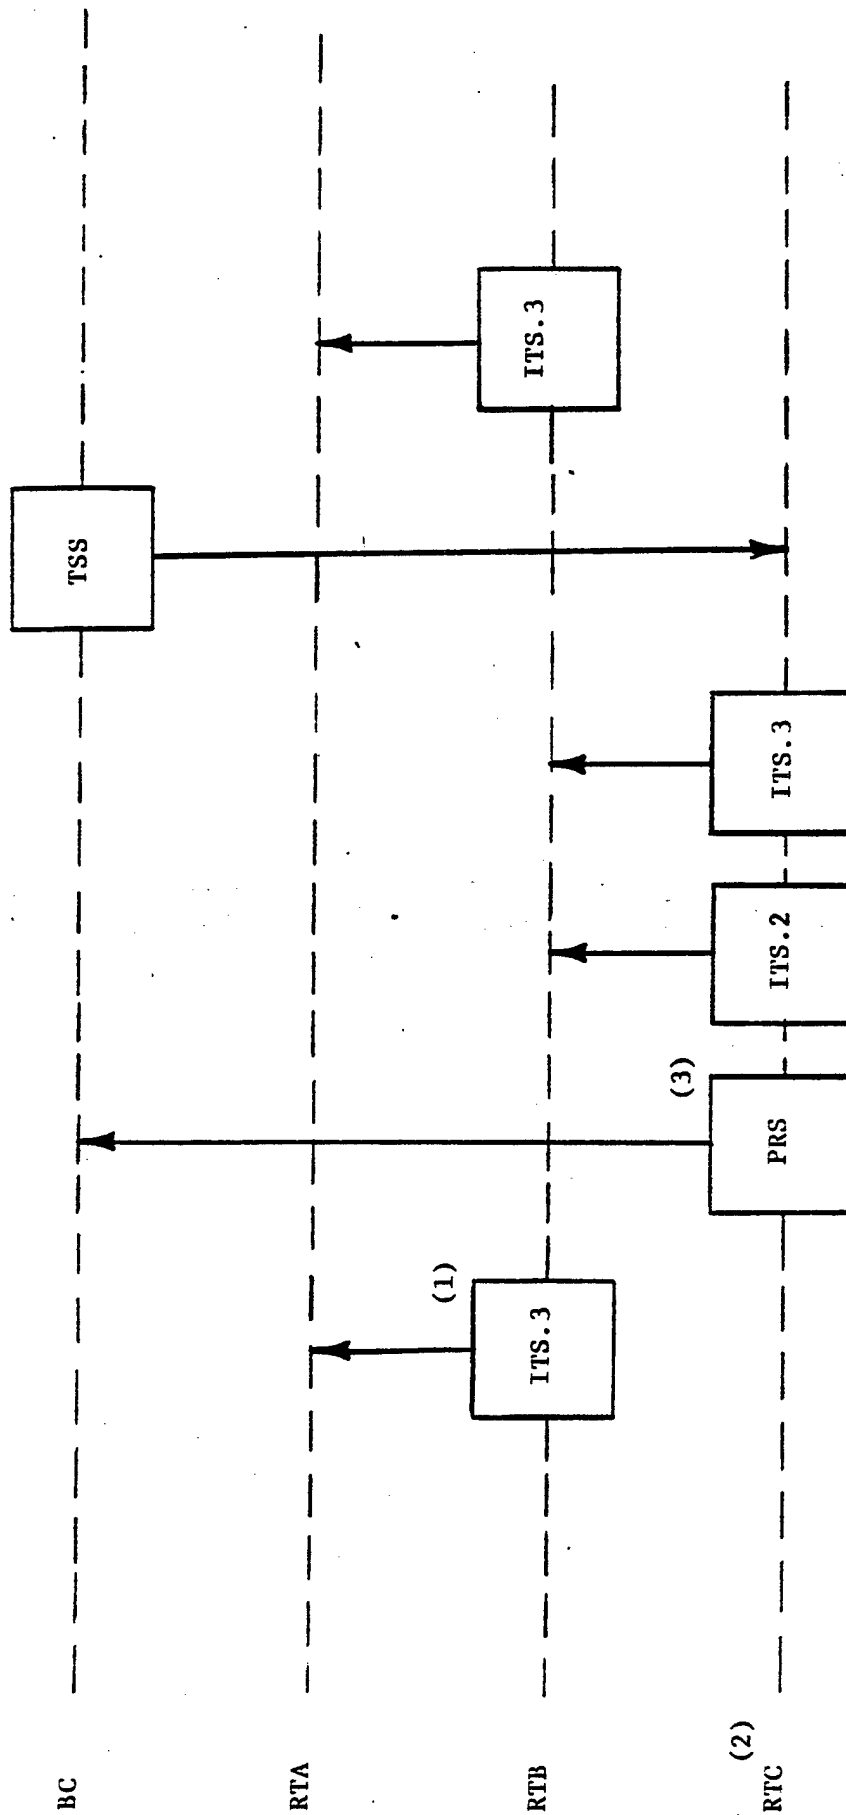 BC
TSS
RTA
RTB
(1)
ITS.3
ITS.3
RTC
(2)
PRS
(3)
ITS.2
ITS.3